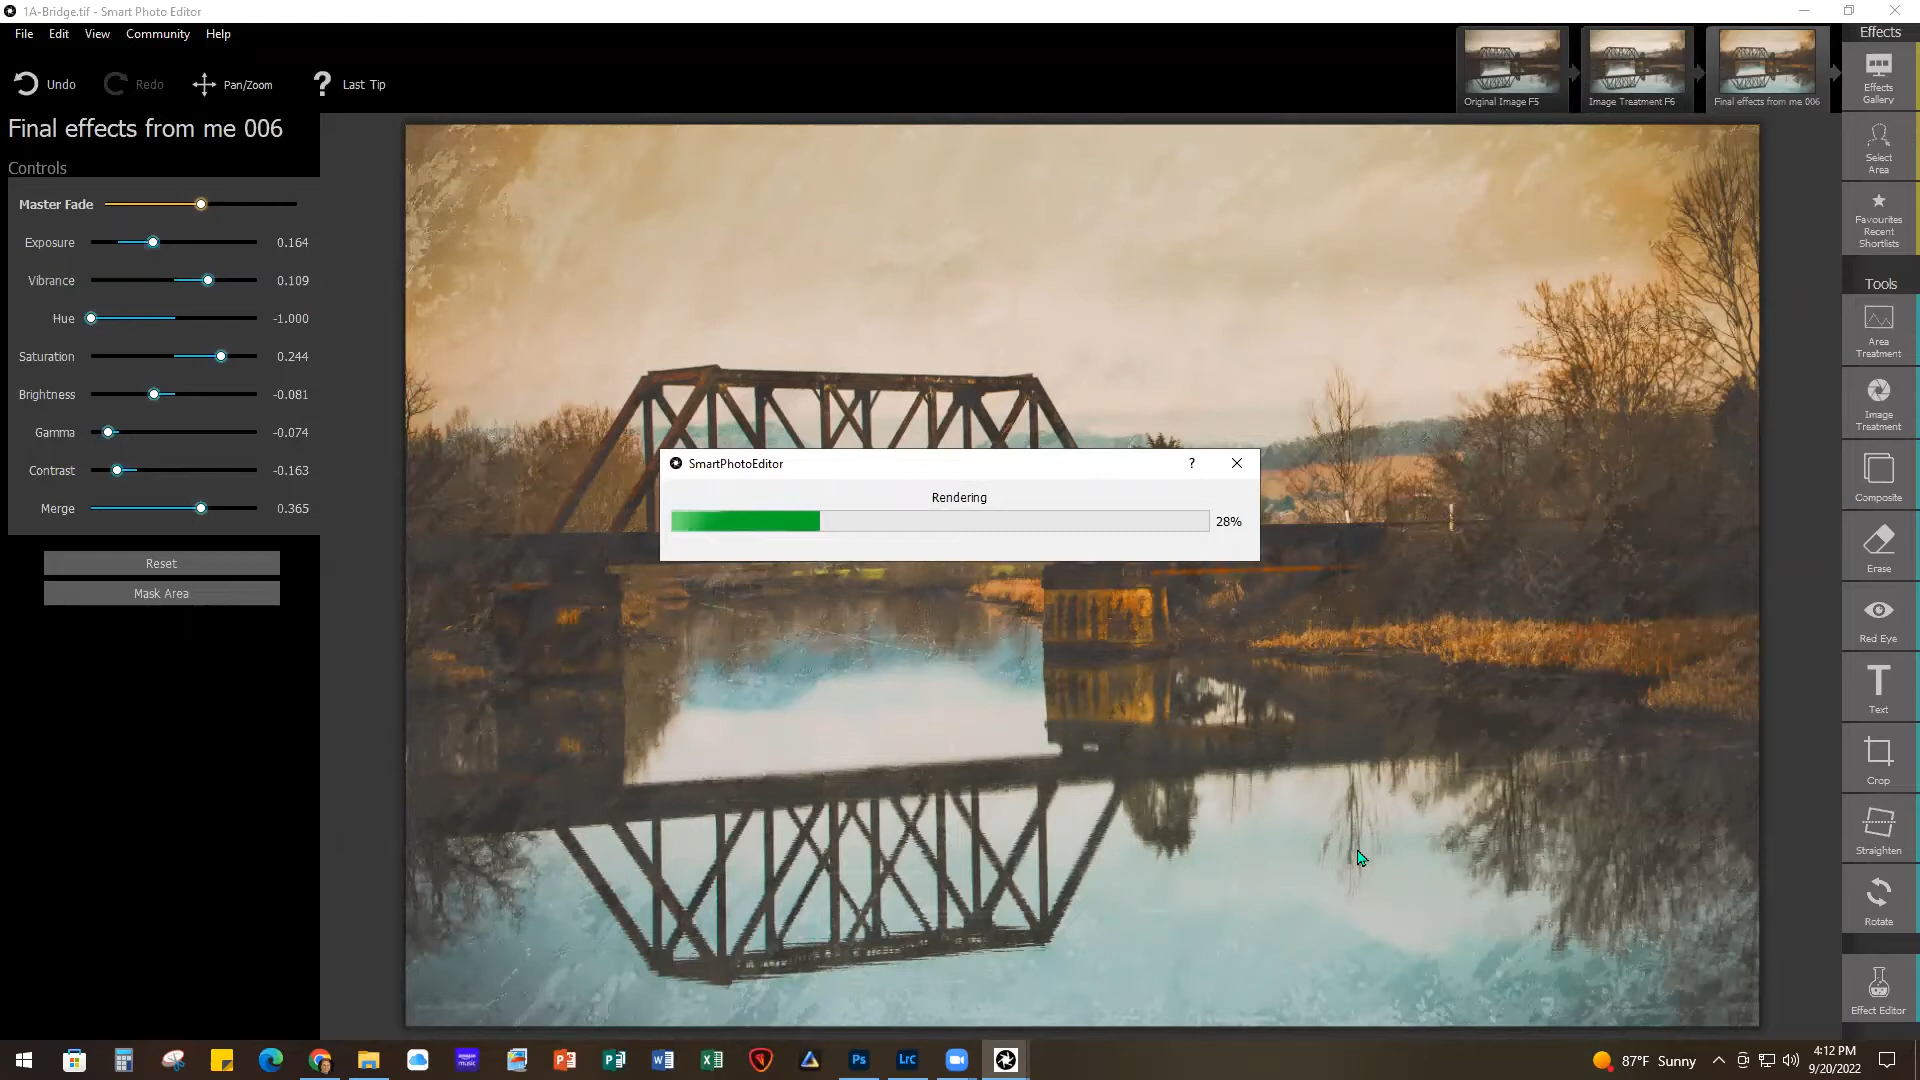 1A-Bridge.tif - Smart Photo Editor
File Edit View Community Help
Undo Redo Pan/Zoom ? Last Tip
Original Image F5 Image Treatment F6 Final effects from me 006
Final effects from me 006
Controls
Master Fade
Exposure 0.164
Vibrance 0.109
Hue -1.000
Saturation 0.244
Brightness -0.081
Gamma -0.074
Contrast -0.163
Merge 0.365
Reset
Mask Area
SmartPhotoEditor ?
Rendering
28%
Effects
Effects
Gallery
Select
Area
Favourites
Recent
Shortlists
Tools
Area
Treatment
Image
Treatment
Composite
Erase
Red Eye
T
Text
Crop
Straighten
Rotate
Effect Editor
amazon
music
Ps
LrC
87°F Sunny
4:12 PM
9/20/2022